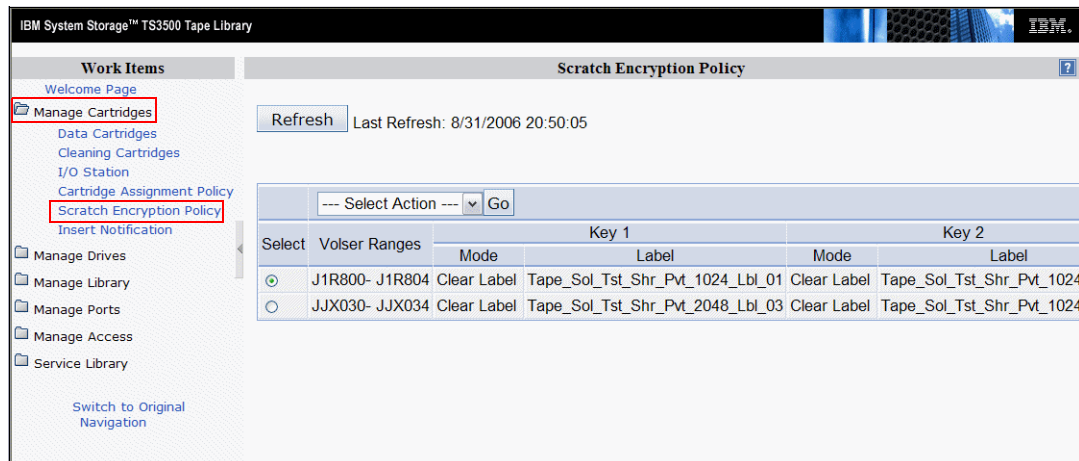 IBM System Storage™ TS3500 Tape Library
IBM.
Work Items
Welcome Page
Manage Cartridges
Data Cartridges
Cleaning Cartridges
I/O Station
Cartridge Assignment Policy
Scratch Encryption Policy
Insert Notification
Manage Drives
Manage Library
Manage Ports
Manage Access
Service Library
Switch to Original
Navigation
Scratch Encryption Policy
?
Refresh Last Refresh: 8/31/2006 20:50:05
--- Select Action --- Go
Select Volser Ranges Key 1 Key 2
Mode Label Mode Label
J1R800- J1R804 Clear Label Tape_Sol_Tst_Shr_Pvt_1024_Lbl_01 Clear Label Tape_Sol_Tst_Shr_Pvt_1024
JJX030- JJX034 Clear Label Tape_Sol_Tst_Shr_Pvt_2048_Lbl_03 Clear Label Tape_Sol_Tst_Shr_Pvt_1024